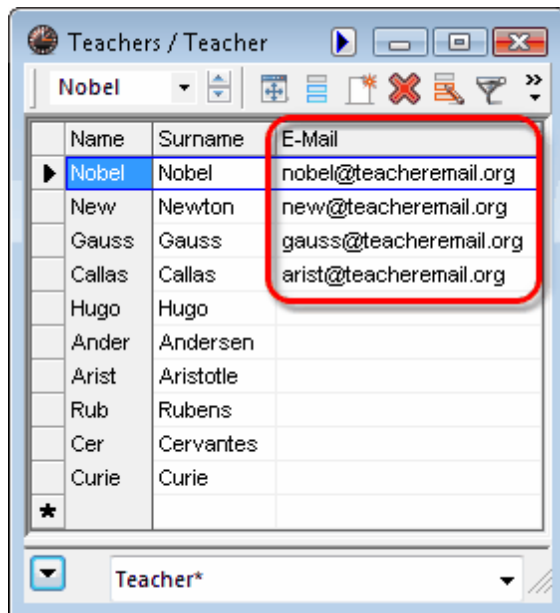 Teachers / Teacher
Nobel
Name Surname E-Mail
Nobel Nobel nobel@teacheremail.org
New Newton new@teacheremail.org
Gauss Gauss gauss@teacheremail.org
Callas Callas arist@teacheremail.org
Hugo Hugo
Ander Andersen
Arist Aristotle
Rub Rubens
Cer Cervantes
Curie Curie
Teacher*